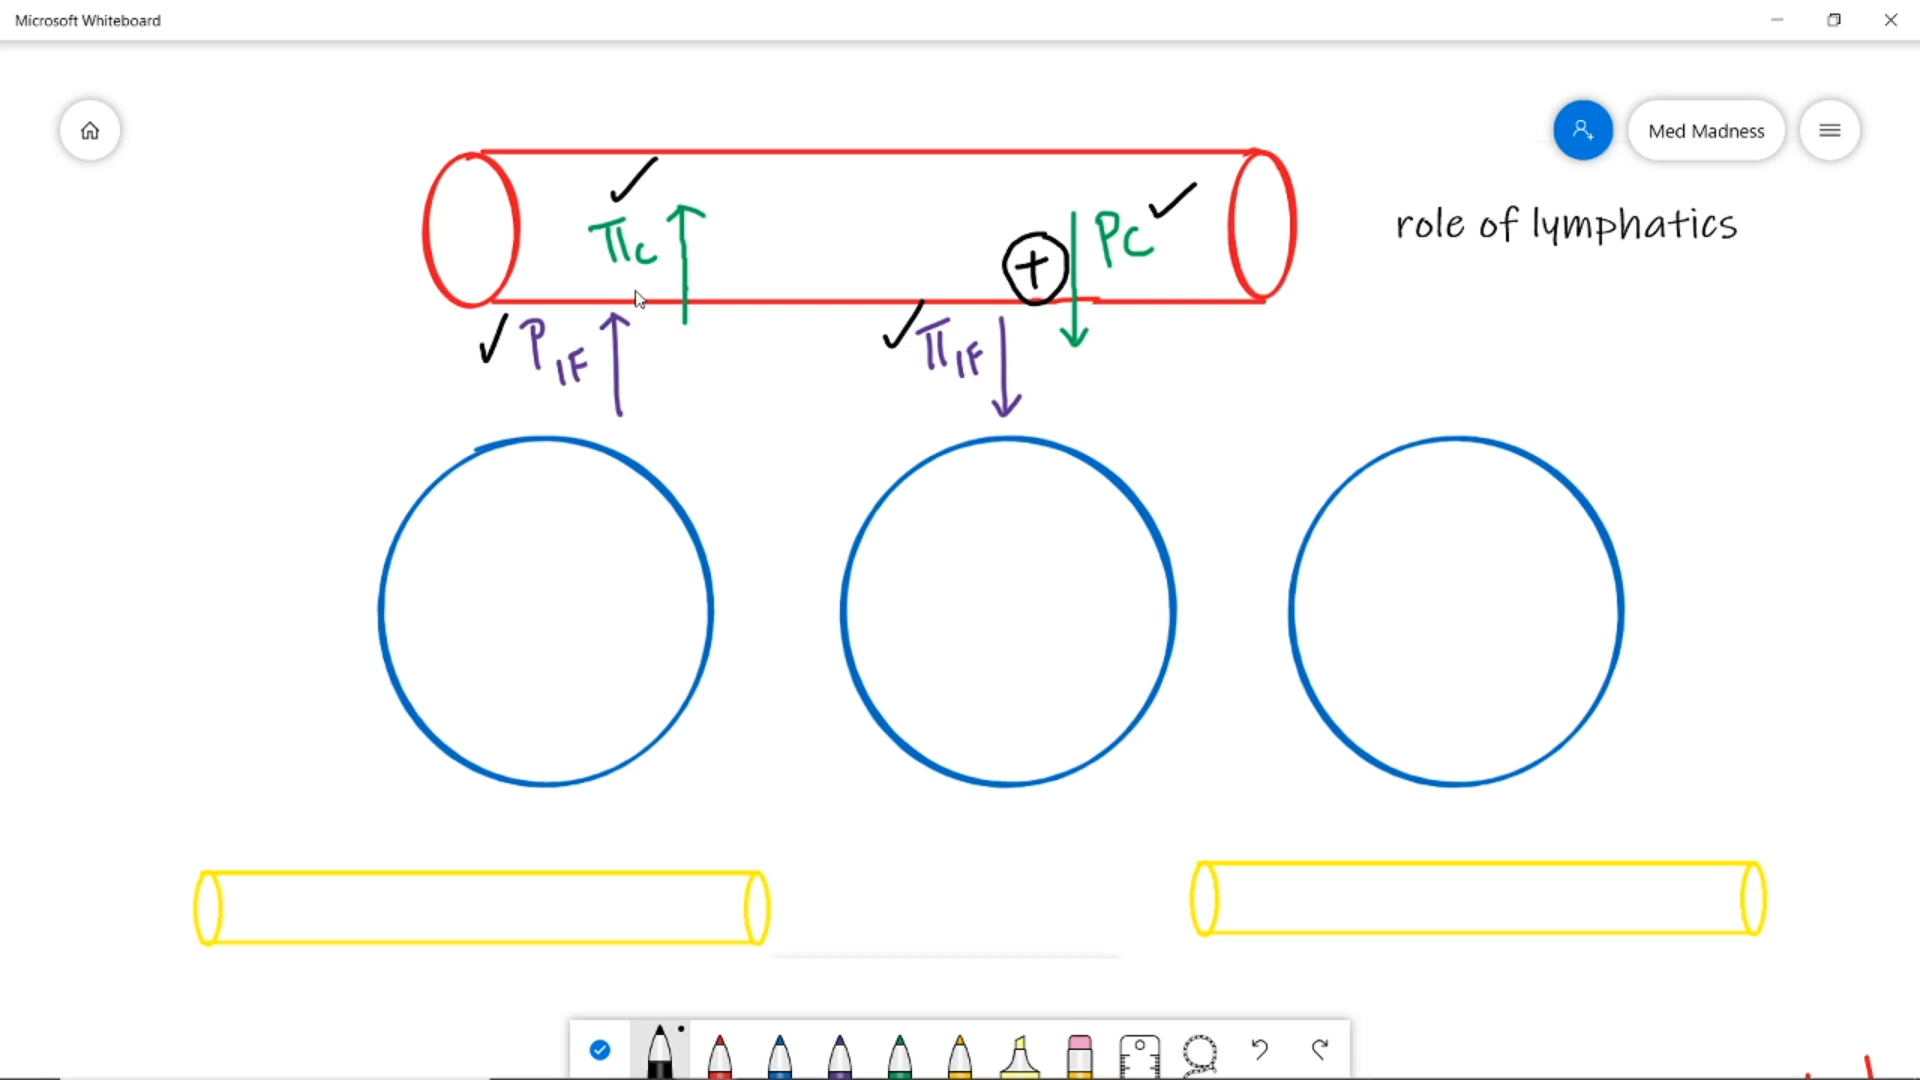 Microsoft Whiteboard
Med Madness
role of lymphatics
πc
Pc
+
PIF
πIF